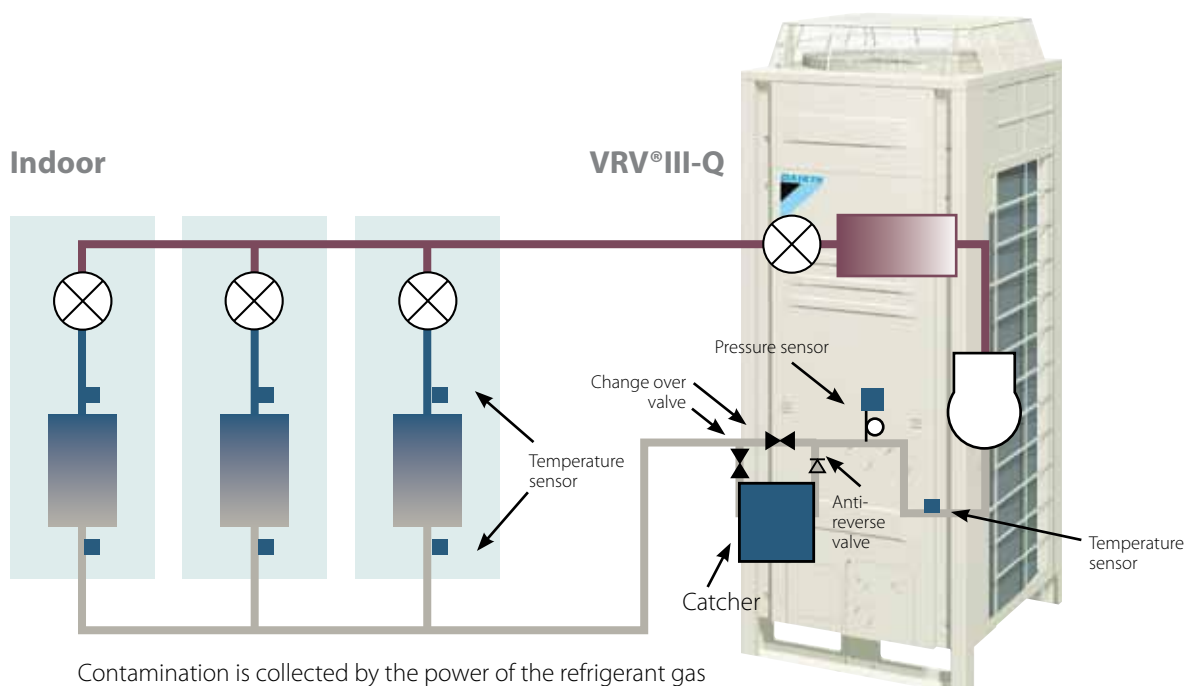 Indoor
VRV®III-Q
DAIKIN
Pressure sensor
Change over
valve
Temperature
sensor
Anti-
reverse
valve
Temperature
sensor
Catcher
Contamination is collected by the power of the refrigerant gas